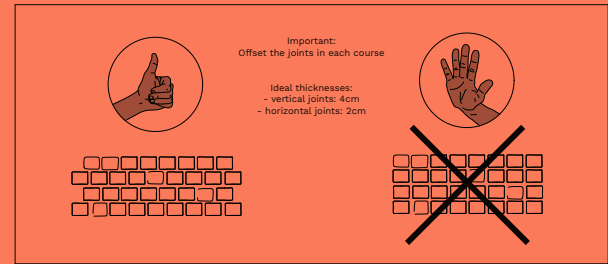 Important:
Offset the joints in each course
Ideal thicknesses:
- vertical joints: 4cm
- horizontal joints: 2cm